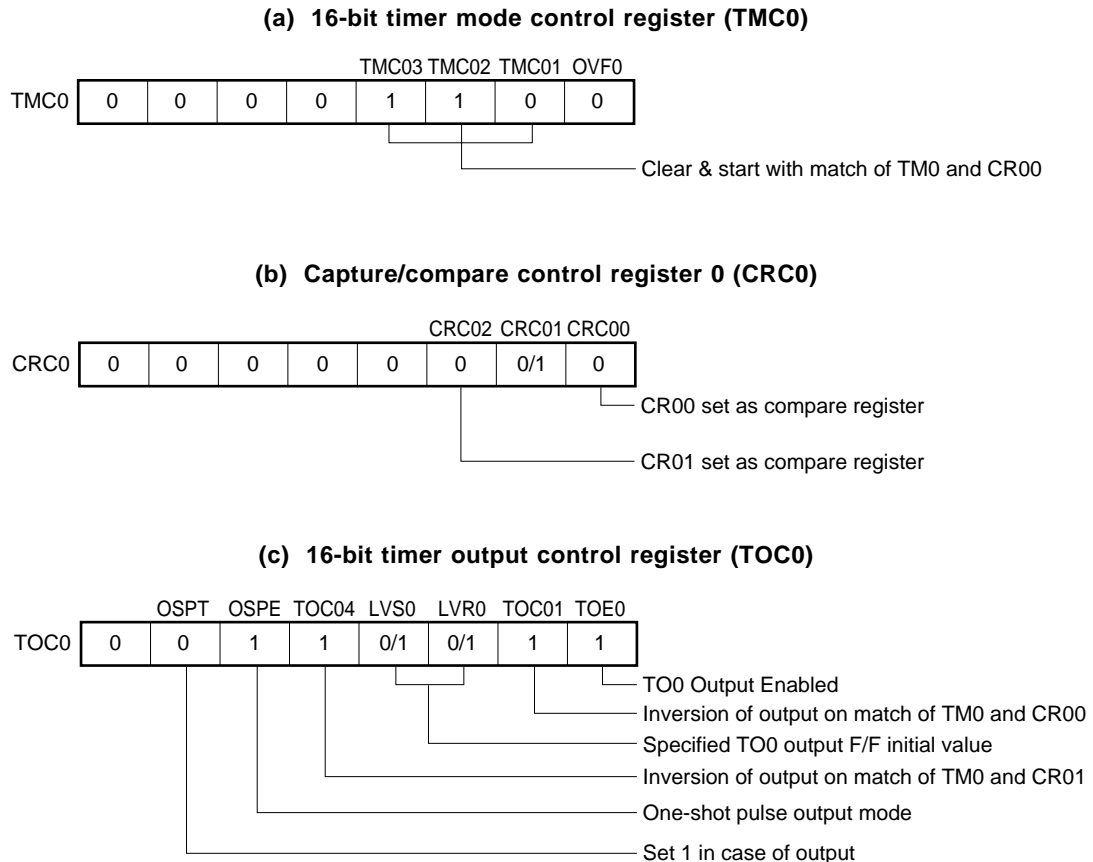 (a) 16-bit timer mode control register (TMC0)
TMC03 TMC02 TMC01 OVF0
TMC0 0 0 0 0 1 1 0 0
Clear & start with match of TM0 and CR00
(b) Capture/compare control register 0 (CRC0)
CRC02 CRC01 CRC00
CRC0 0 0 0 0 0 0 0/1 0
CR00 set as compare register
CR01 set as compare register
(c) 16-bit timer output control register (TOC0)
OSPT OSPE TOC04 LVS0 LVR0 TOC01 TOE0
TOC0 0 0 1 1 0/1 0/1 1 1
TO0 Output Enabled
Inversion of output on match of TM0 and CR00
Specified TO0 output F/F initial value
Inversion of output on match of TM0 and CR01
One-shot pulse output mode
Set 1 in case of output